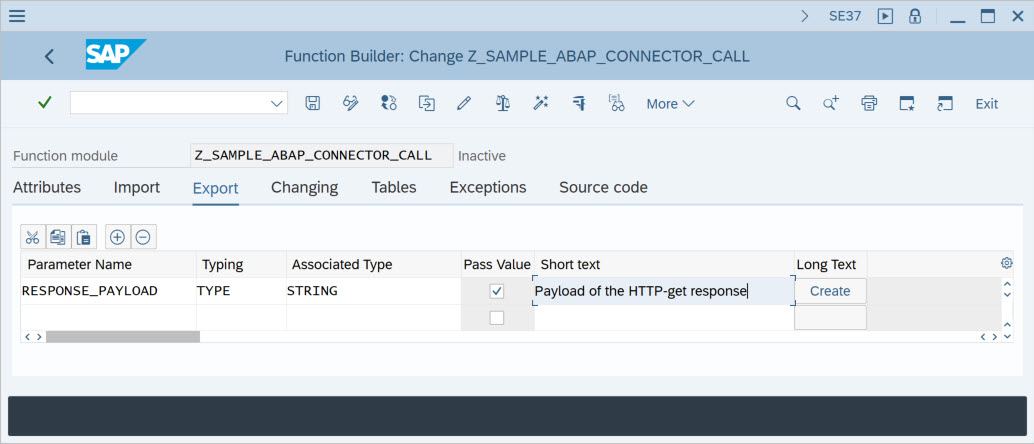 SE37
SAP Function Builder: Change Z_SAMPLE_ABAP_CONNECTOR_CALL
More Exit
Function module Z_SAMPLE_ABAP_CONNECTOR_CALL Inactive
Attributes Import Export Changing Tables Exceptions Source code
Parameter Name Typing Associated Type Pass Value Short text Long Text
RESPONSE_PAYLOAD TYPE STRING Payload of the HTTP-get response Create